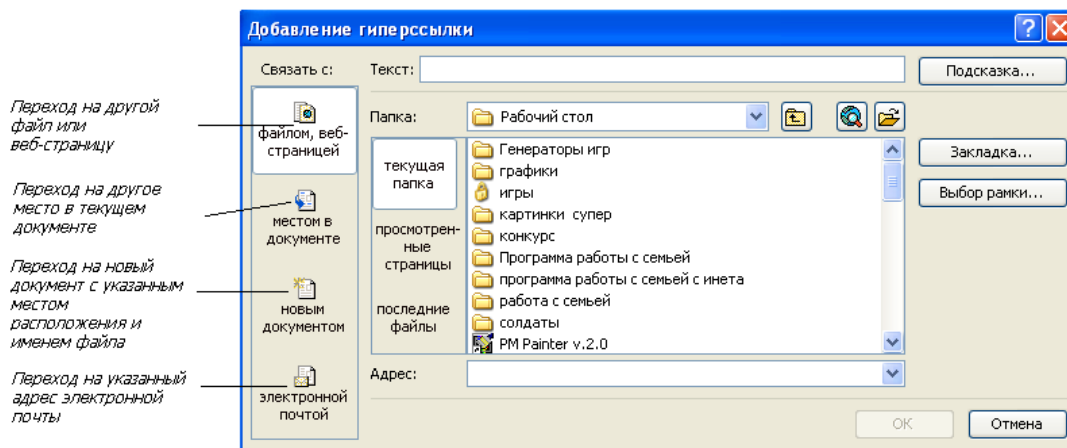 Добавление гиперссылки
Связать с:
Текст:
Подсказка...
Переход на другой
файл или
веб-страницу
файлом, веб-
страницей
Папка:
Рабочий стол
текущая
папка
Генераторы игр
графики
игры
картинки супер
конкурс
Программа работы с семьей
программа работы с семьей с инета
работа с семьей
солдаты
PM Painter v.2.0
Закладка...
Выбор рамки...
Переход на другое
место в текущем
документе
местом в
документе
просмотрен-
ные
страницы
Переход на новый
документ с указанным
местом
расположения и
именем файла
новым
документом
последние
файлы
Переход на указанный
адрес электронной
почты
электронной
почтой
Адрес:
ОК
Отмена